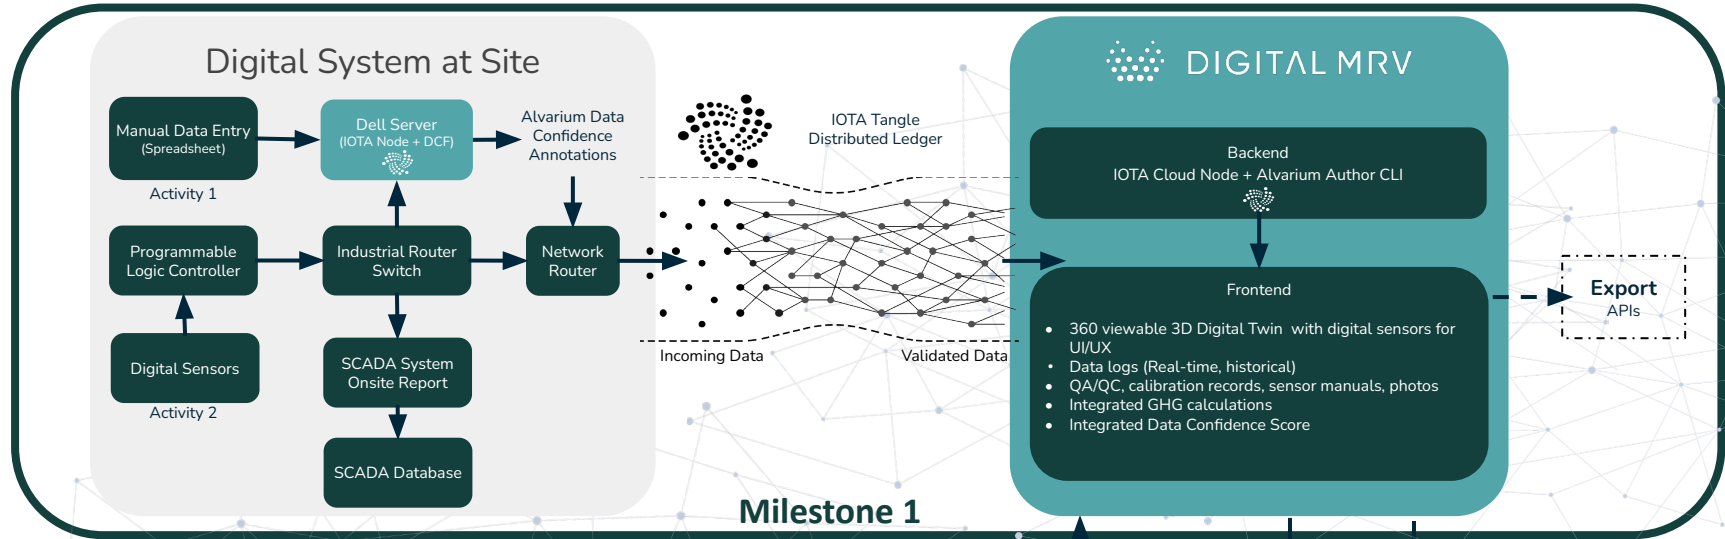 Digital System at Site
Manual Data Entry
(Spreadsheet)
Activity 1
Dell Server
(IOTA Node + DCF)
Alvarium Data
Confidence
Annotations
Programmable
Logic Controller
Industrial Router
Switch
Network
Router
Digital Sensors
Activity 2
SCADA System
Onsite Report
SCADA Database
IOTA Tangle
Distributed Ledger
Incoming Data
Validated Data
DIGITAL MRV
Backend
IOTA Cloud Node + Alvarium Author CLI
Frontend
• 360 viewable 3D Digital Twin with digital sensors for
UI/UX
• Data logs (Real-time, historical)
• QA/QC, calibration records, sensor manuals, photos
• Integrated GHG calculations
• Integrated Data Confidence Score
Export
APIs
Milestone 1